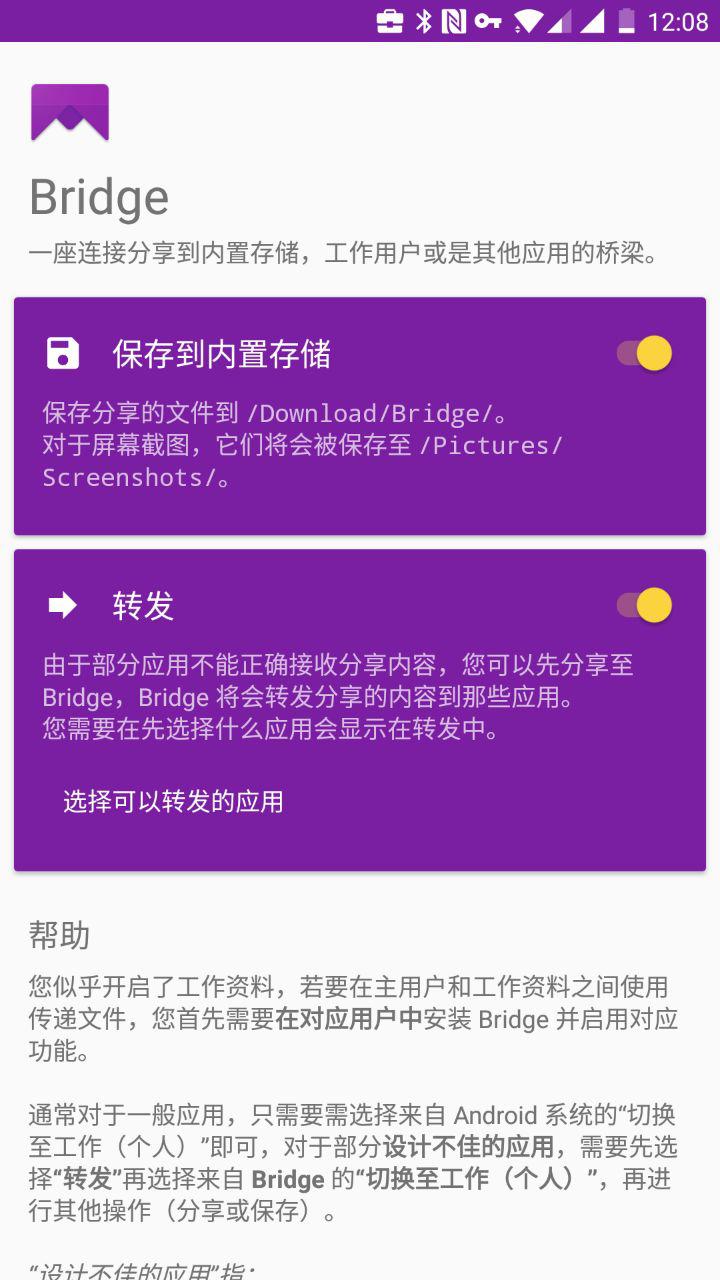 12:08
Bridge
一座连接分享到内置存储，工作用户或是其他应用的桥梁。
保存到内置存储
保存分享的文件到 /Download/Bridge/。
对于屏幕截图，它们将会被保存至 /Pictures/
Screenshots/。
转发
由于部分应用不能正确接收分享内容，您可以先分享至
Bridge，Bridge 将会转发分享的内容到那些应用。
您需要在先选择什么应用会显示在转发中。
选择可以转发的应用
帮助
您似乎开启了工作资料，若要在主用户和工作资料之间使用
传递文件，您首先需要在对应用户中安装 Bridge 并启用对应
功能。
通常对于一般应用，只需要需选择来自 Android 系统的“切换
至工作（个人）”即可，对于部分设计不佳的应用，需要先选
择“转发”再选择来自 Bridge 的“切换至工作（个人）”，再进
行其他操作（分享或保存）。
“设计不佳的应用”指：